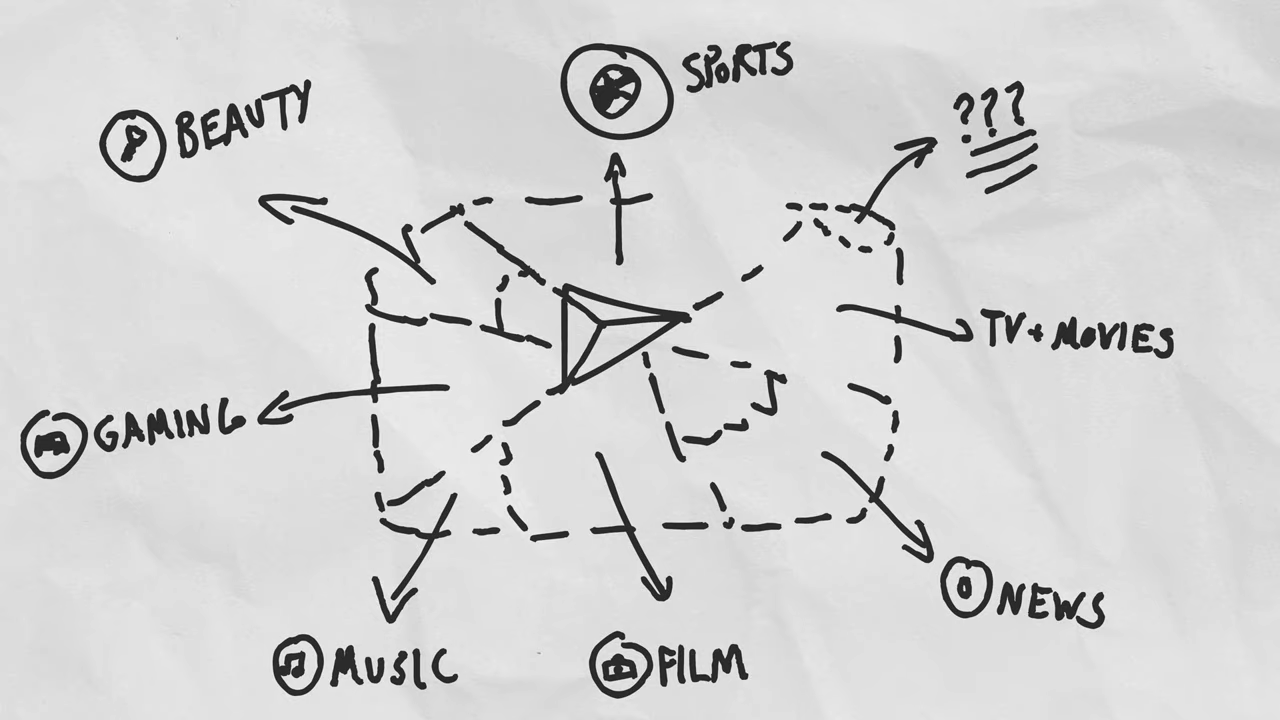 SPORTS
BEAUTY
???
TV+MOVIES
GAMING
NEWS
MUSIC
FILM